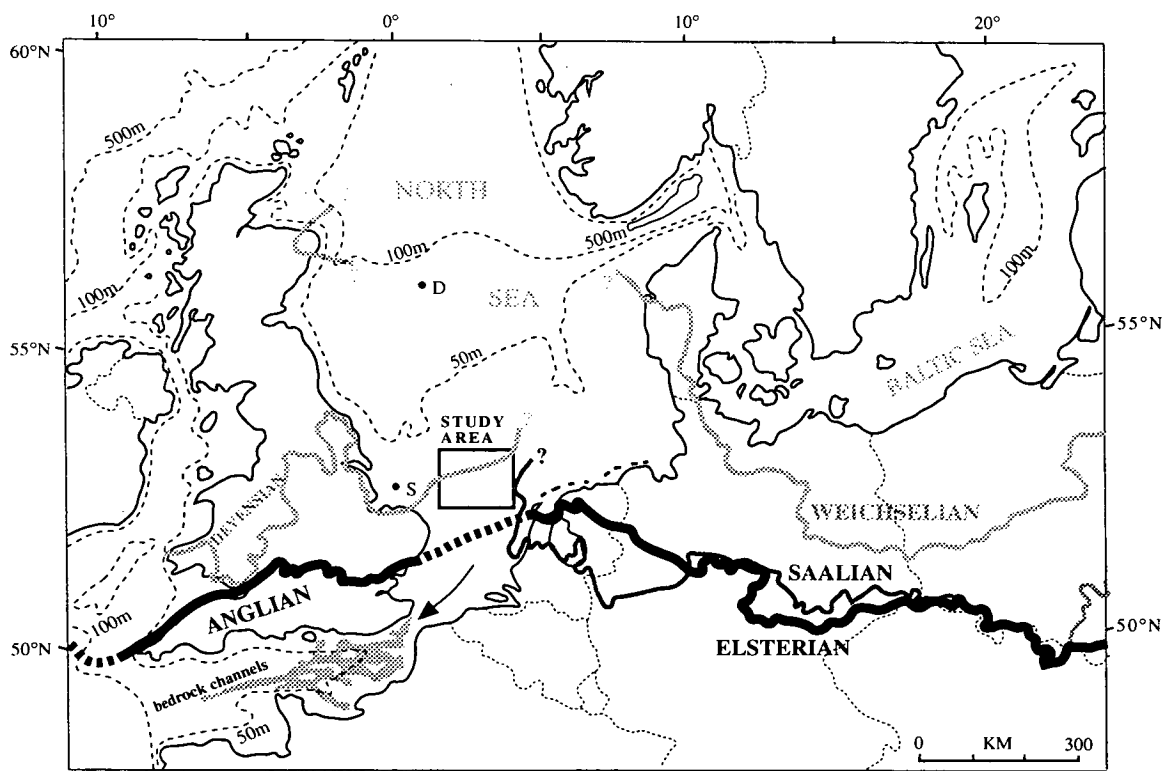 10°
0°
10°
20°
60°N
500m
NORTH
100m
500m
100m
100m
D
SEA
55°N
55°N
50m
BALTIC SEA
STUDY
AREA
?
?
?
S
DEVENSIAN
WEICHSELIAN
SAALIAN
ANGLIAN
100m
ELSTERIAN
50°N
50°N
bedrock channels
50m
0 KM 300